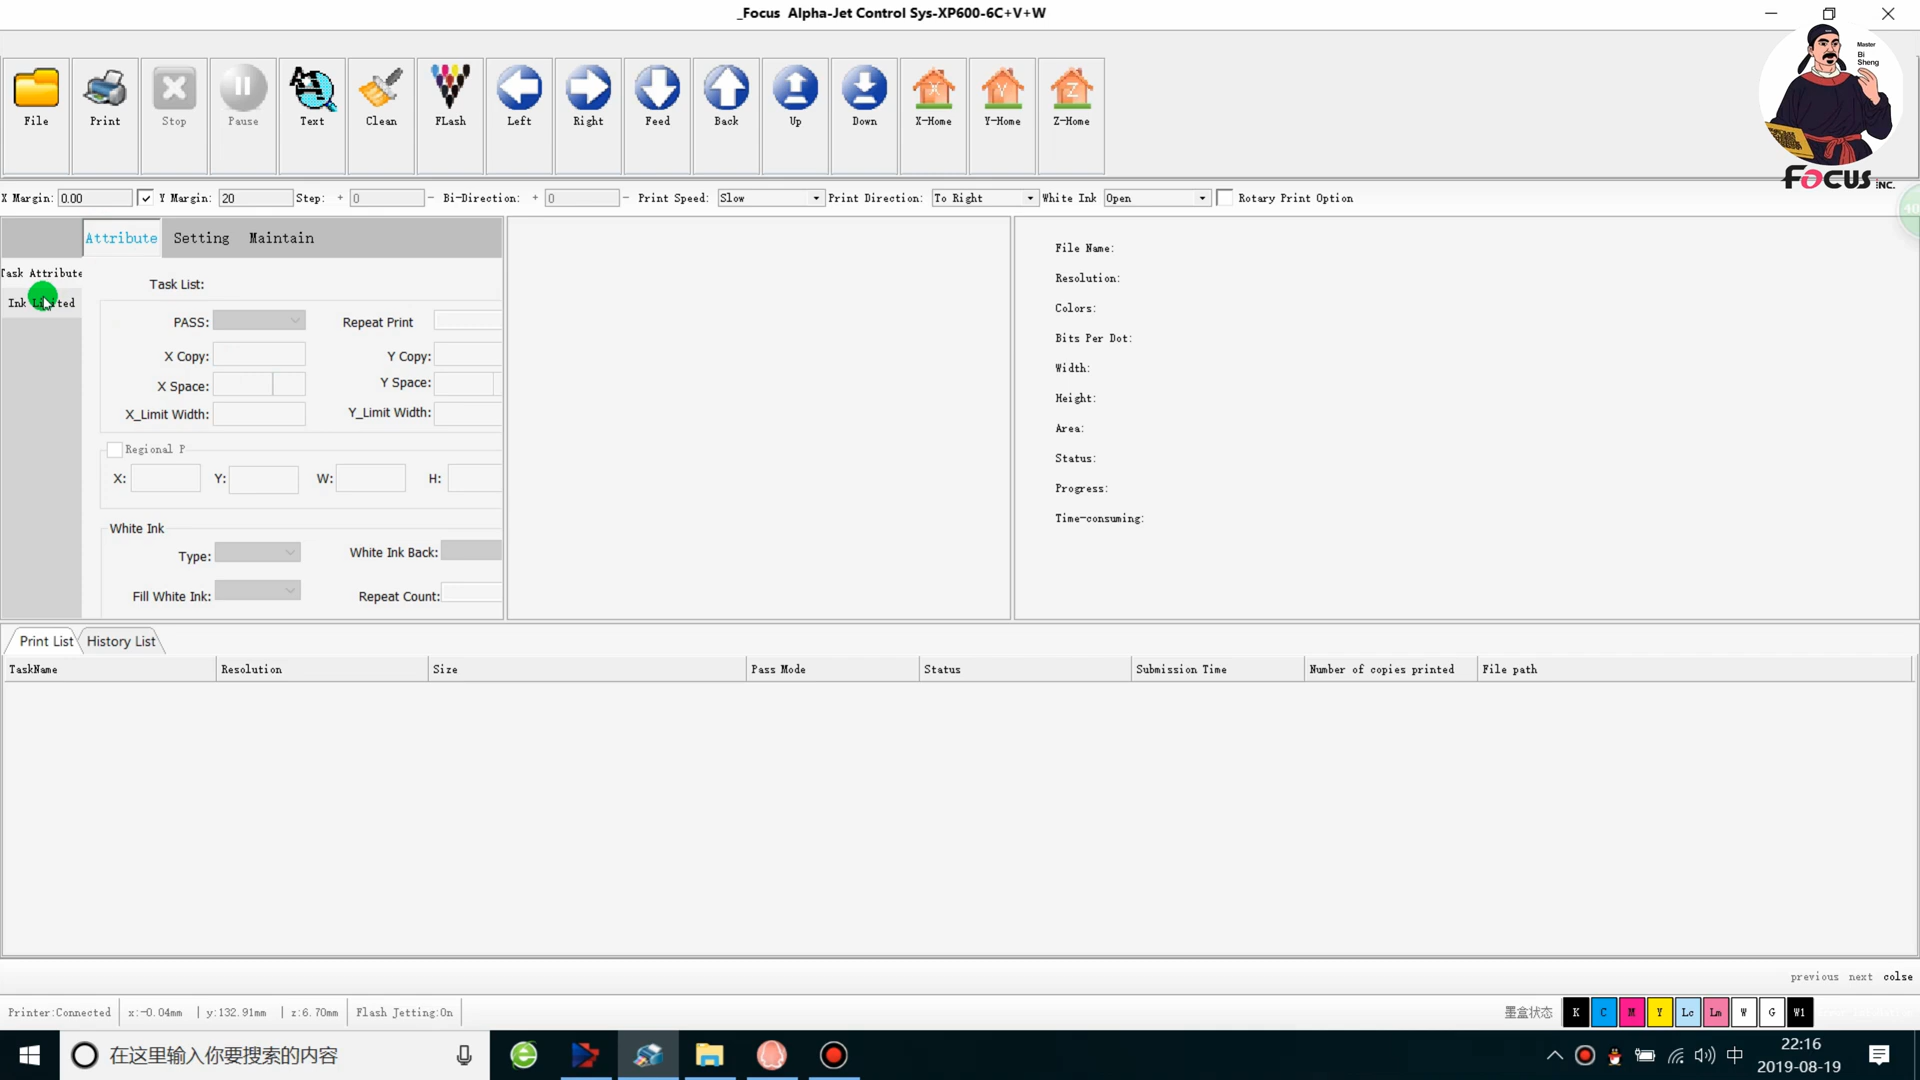 _Focus Alpha-Jet Control Sys-XP600-6C+V+W
Master
Bi
Sheng
File Print Stop Pause Text Clean FLash Left Right Feed Back Up Down X-Home Y-Home Z-Home
X Y Z
FOCUS INC.
X Margin: 0.00 Y Margin: 20 Step: + 0 - Bi-Direction: + 0 - Print Speed: Slow Print Direction: To Right White Ink Open Rotary Print Option
40
Attribute Setting Maintain
Task Attribute
Ink Limited
Task List:
PASS: Repeat Print
X Copy: Y Copy:
X Space: Y Space:
X_Limit Width: Y_Limit Width:
Regional P
X: Y: W: H:
White Ink
Type: White Ink Back:
Fill White Ink: Repeat Count:
File Name:
Resolution:
Colors:
Bits Per Dot:
Width:
Height:
Area:
Status:
Progress:
Time-consuming:
Print List History List
TaskName Resolution Size Pass Mode Status Submission Time Number of copies printed File path
previous next colse
Printer:Connected x:-0.04mm | y:132.91mm | z:6.70mm Flash Jetting:On 墨盒状态 K C M Y Lc Lm W G W1
在这里输入你要搜索的内容 中 22:16
2019-08-19